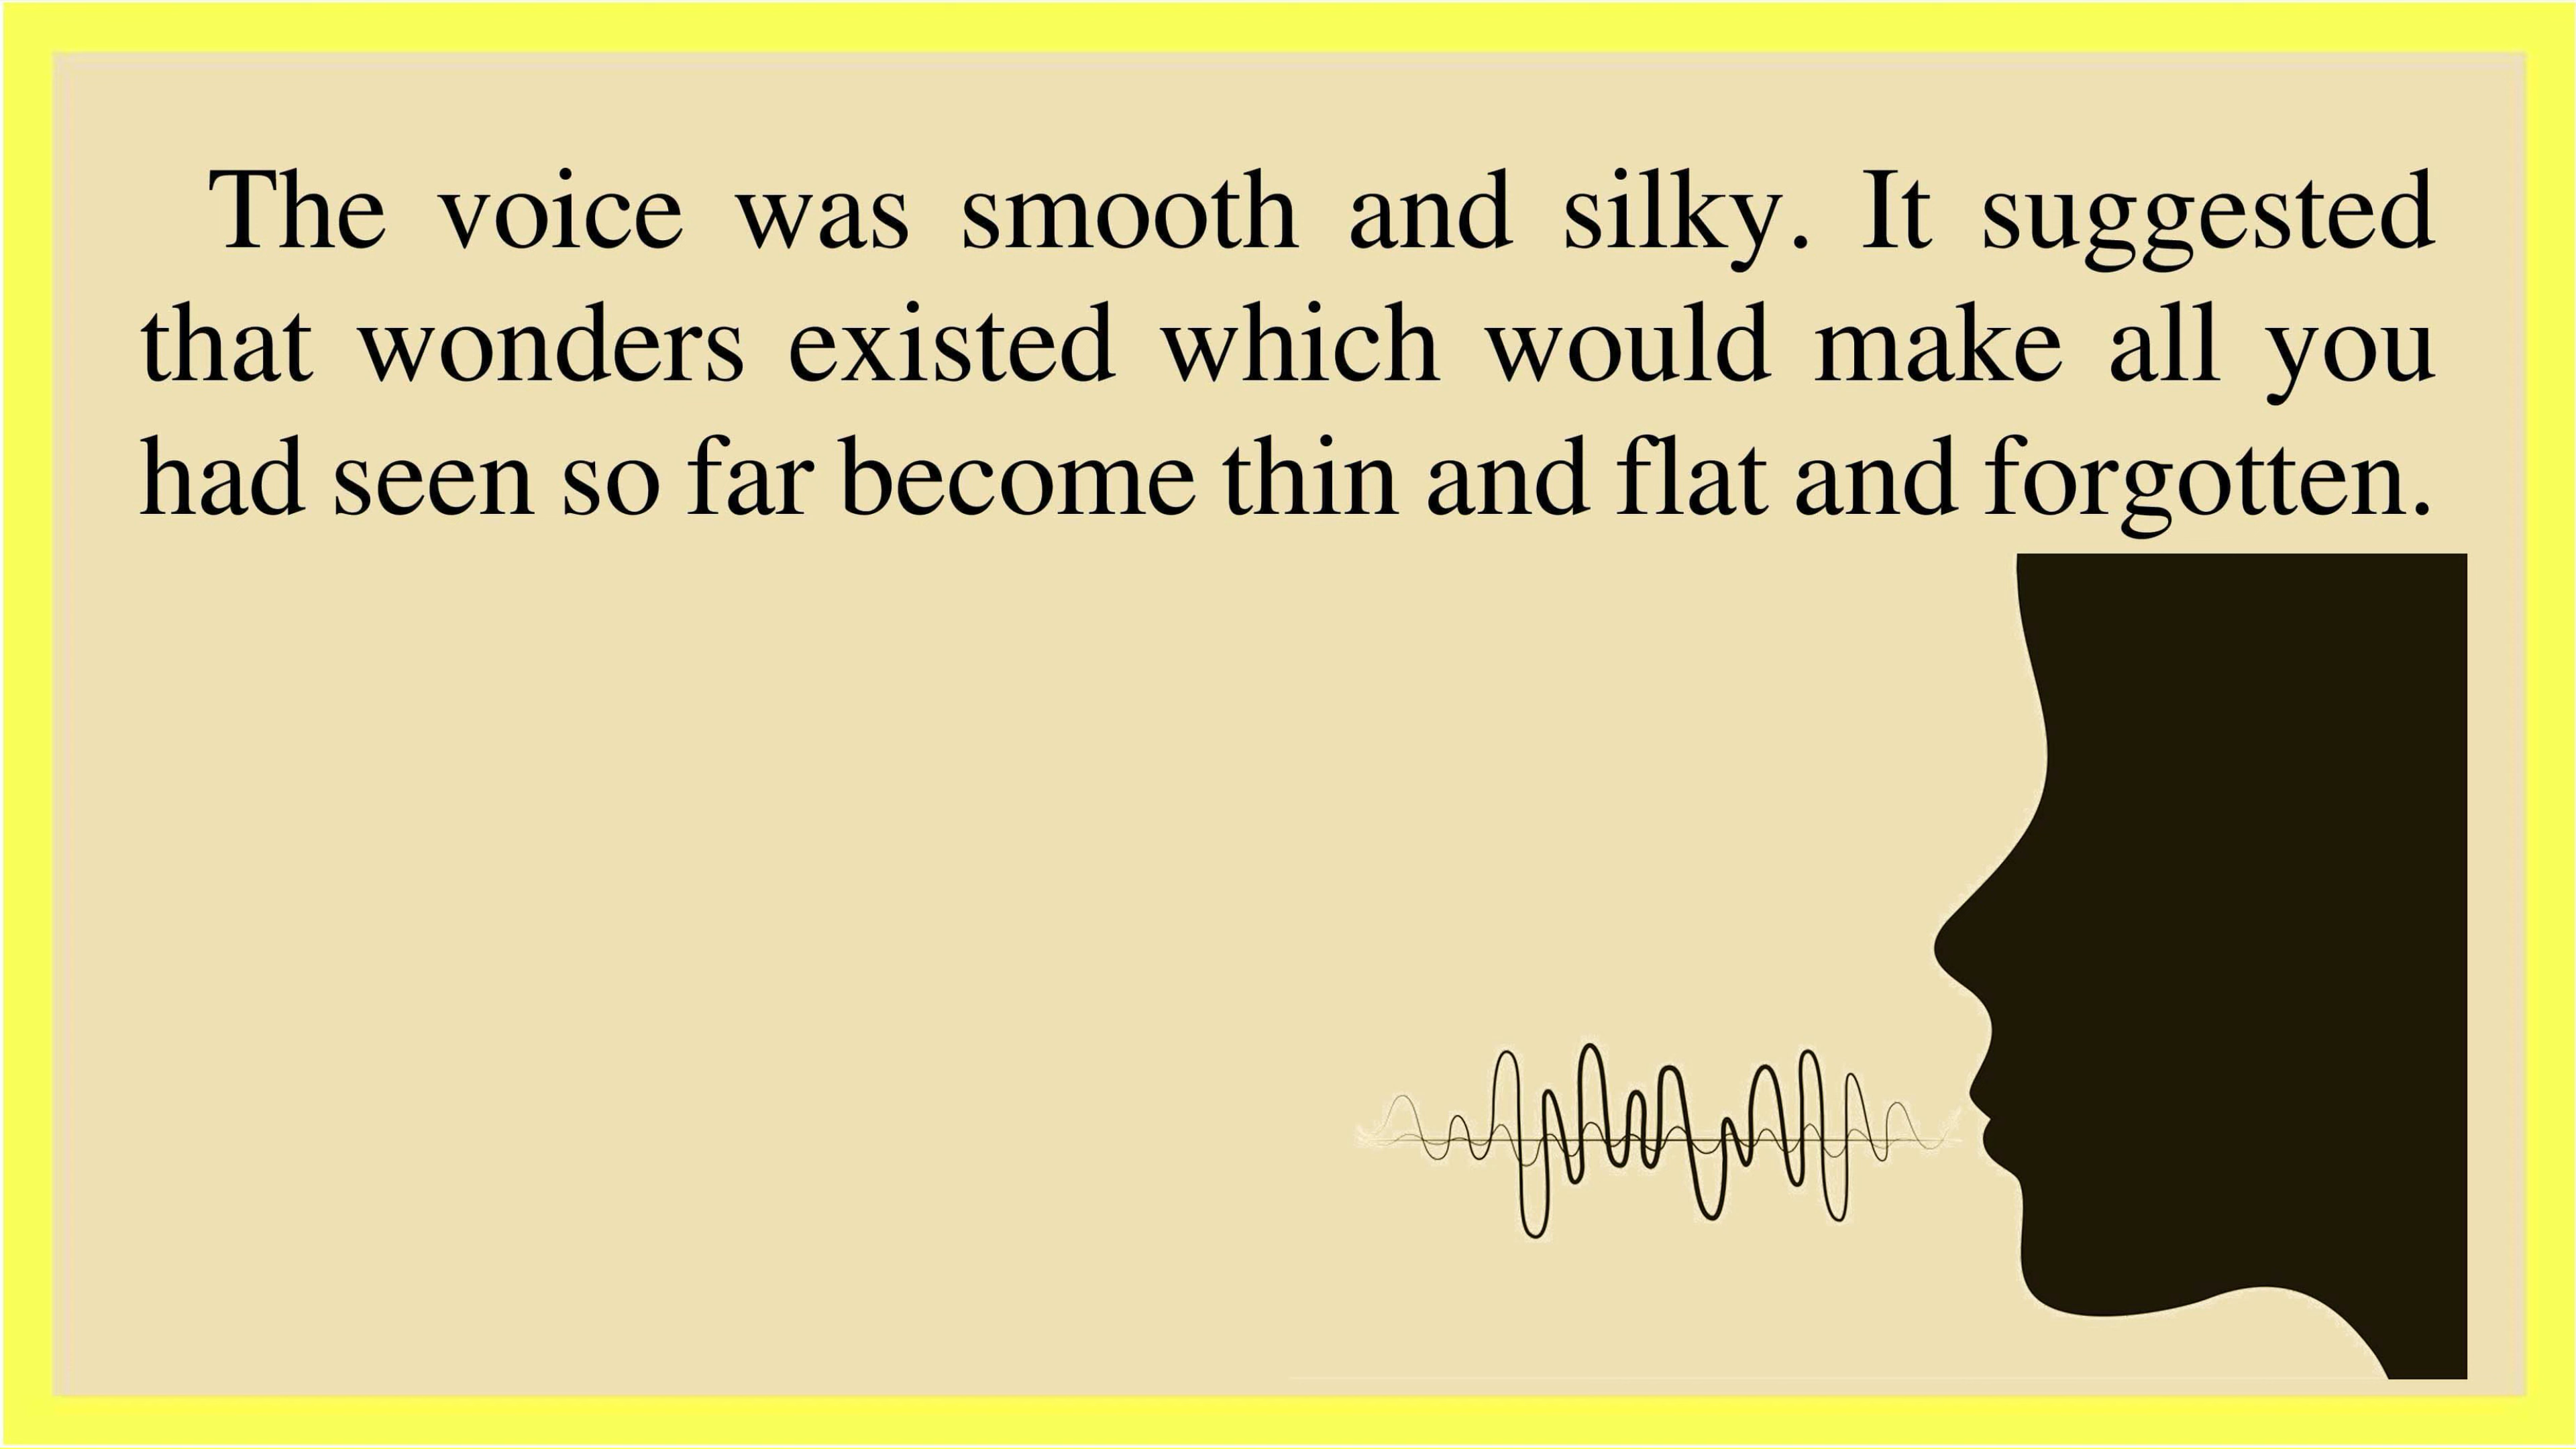 The voice was smooth and silky. It suggested
that wonders existed which would make all you
had seen so far become thin and flat and forgotten.